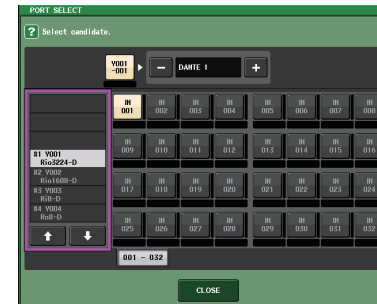 PORT SELECT
? Select candidate.
Y001
-001
− DANTE 1 +
IN 001 IN 002 IN 003 IN 004 IN 005 IN 006 IN 007 IN 008
IN 009 IN 010 IN 011 IN 012 IN 013 IN 014 IN 015 IN 016
#1 Y001
Rio3224-D
#2 Y002
Rio1608-D
IN 017 IN 018 IN 019 IN 020 IN 021 IN 022 IN 023 IN 024
#3 Y003
Ri8-D
#4 Y004
Ro8-D
IN 025 IN 026 IN 027 IN 028 IN 029 IN 030 IN 031 IN 032
001 − 032
CLOSE